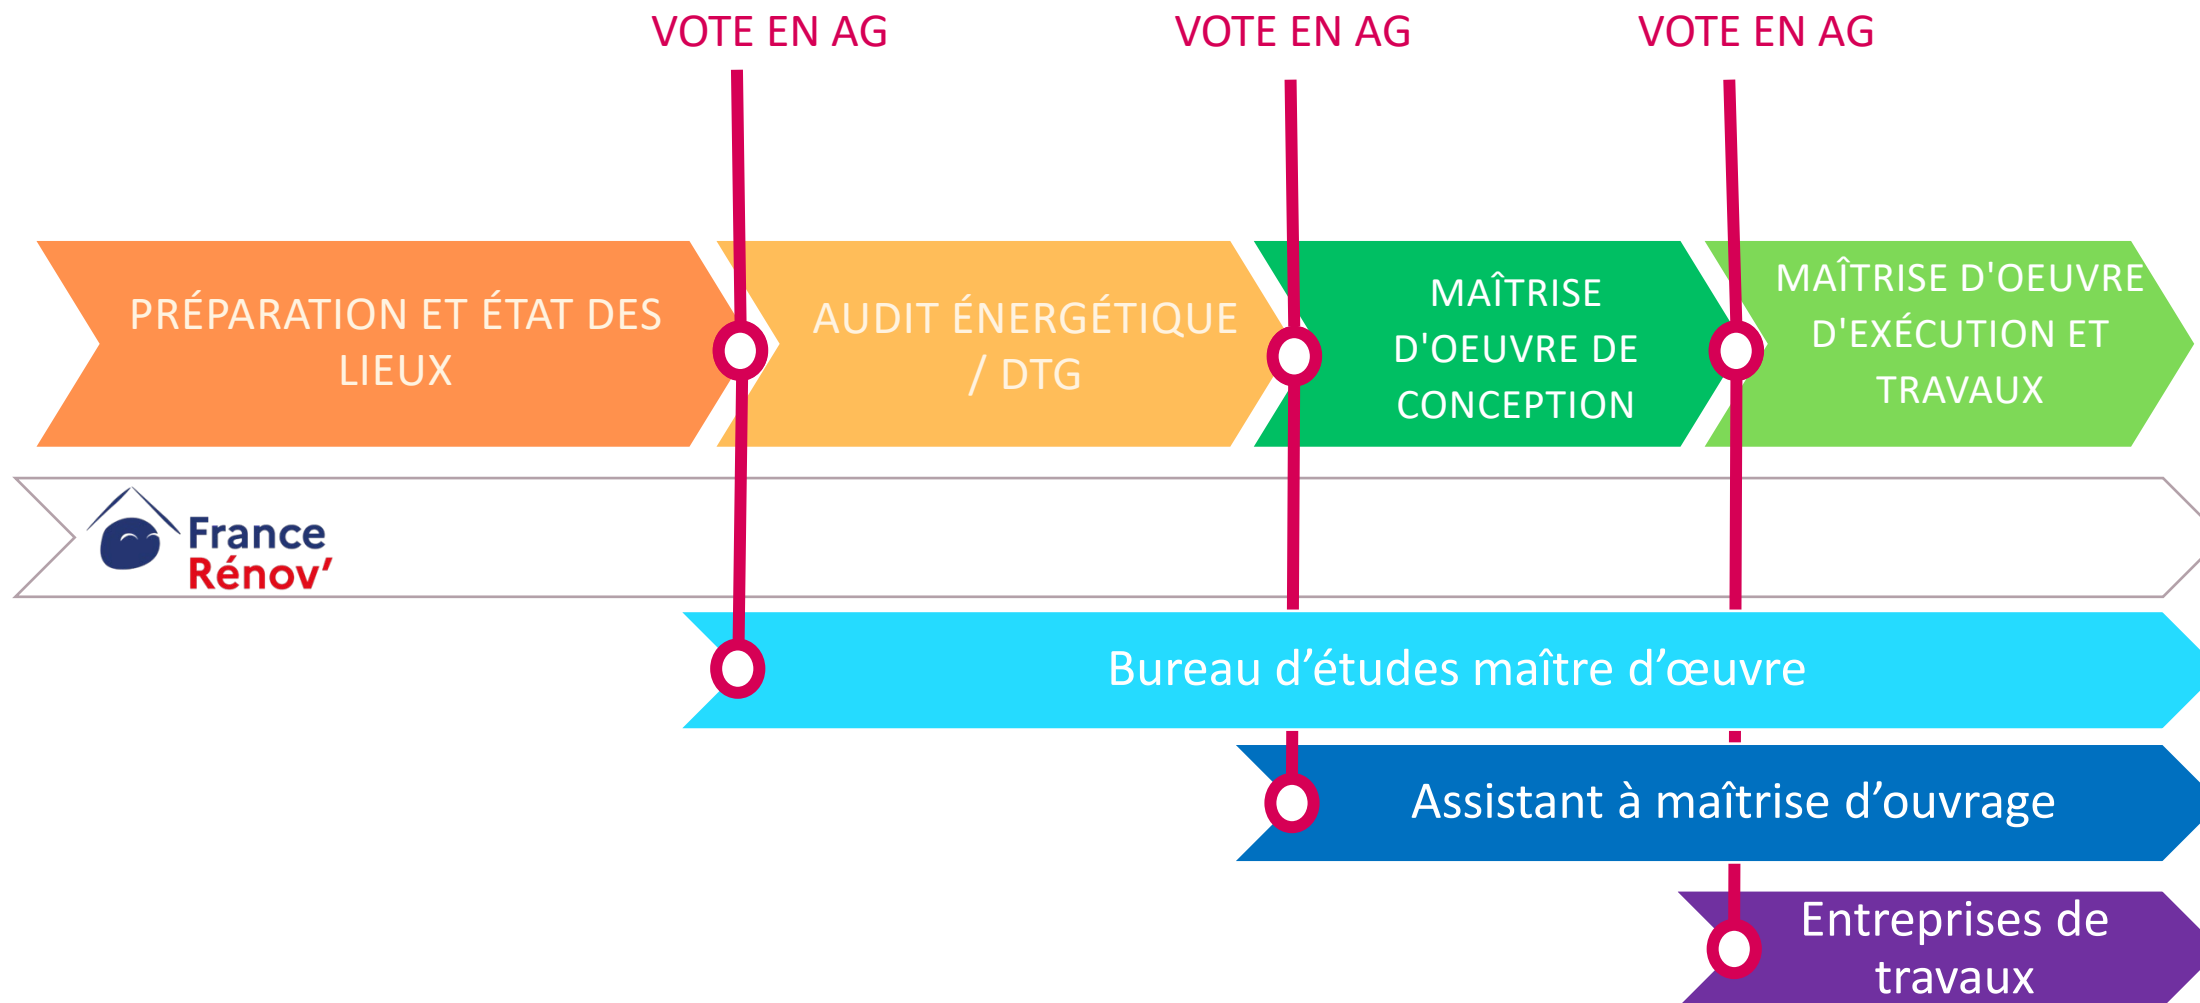 VOTE EN AG
VOTE EN AG
VOTE EN AG
PRÉPARATION ET ÉTAT DES
LIEUX
AUDIT ÉNERGÉTIQUE
/ DTG
MAÎTRISE
D'OEUVRE DE
CONCEPTION
MAÎTRISE D'OEUVRE
D'EXÉCUTION ET
TRAVAUX
France
Rénov’
Bureau d’études maître d’œuvre
Assistant à maîtrise d’ouvrage
Entreprises de
travaux